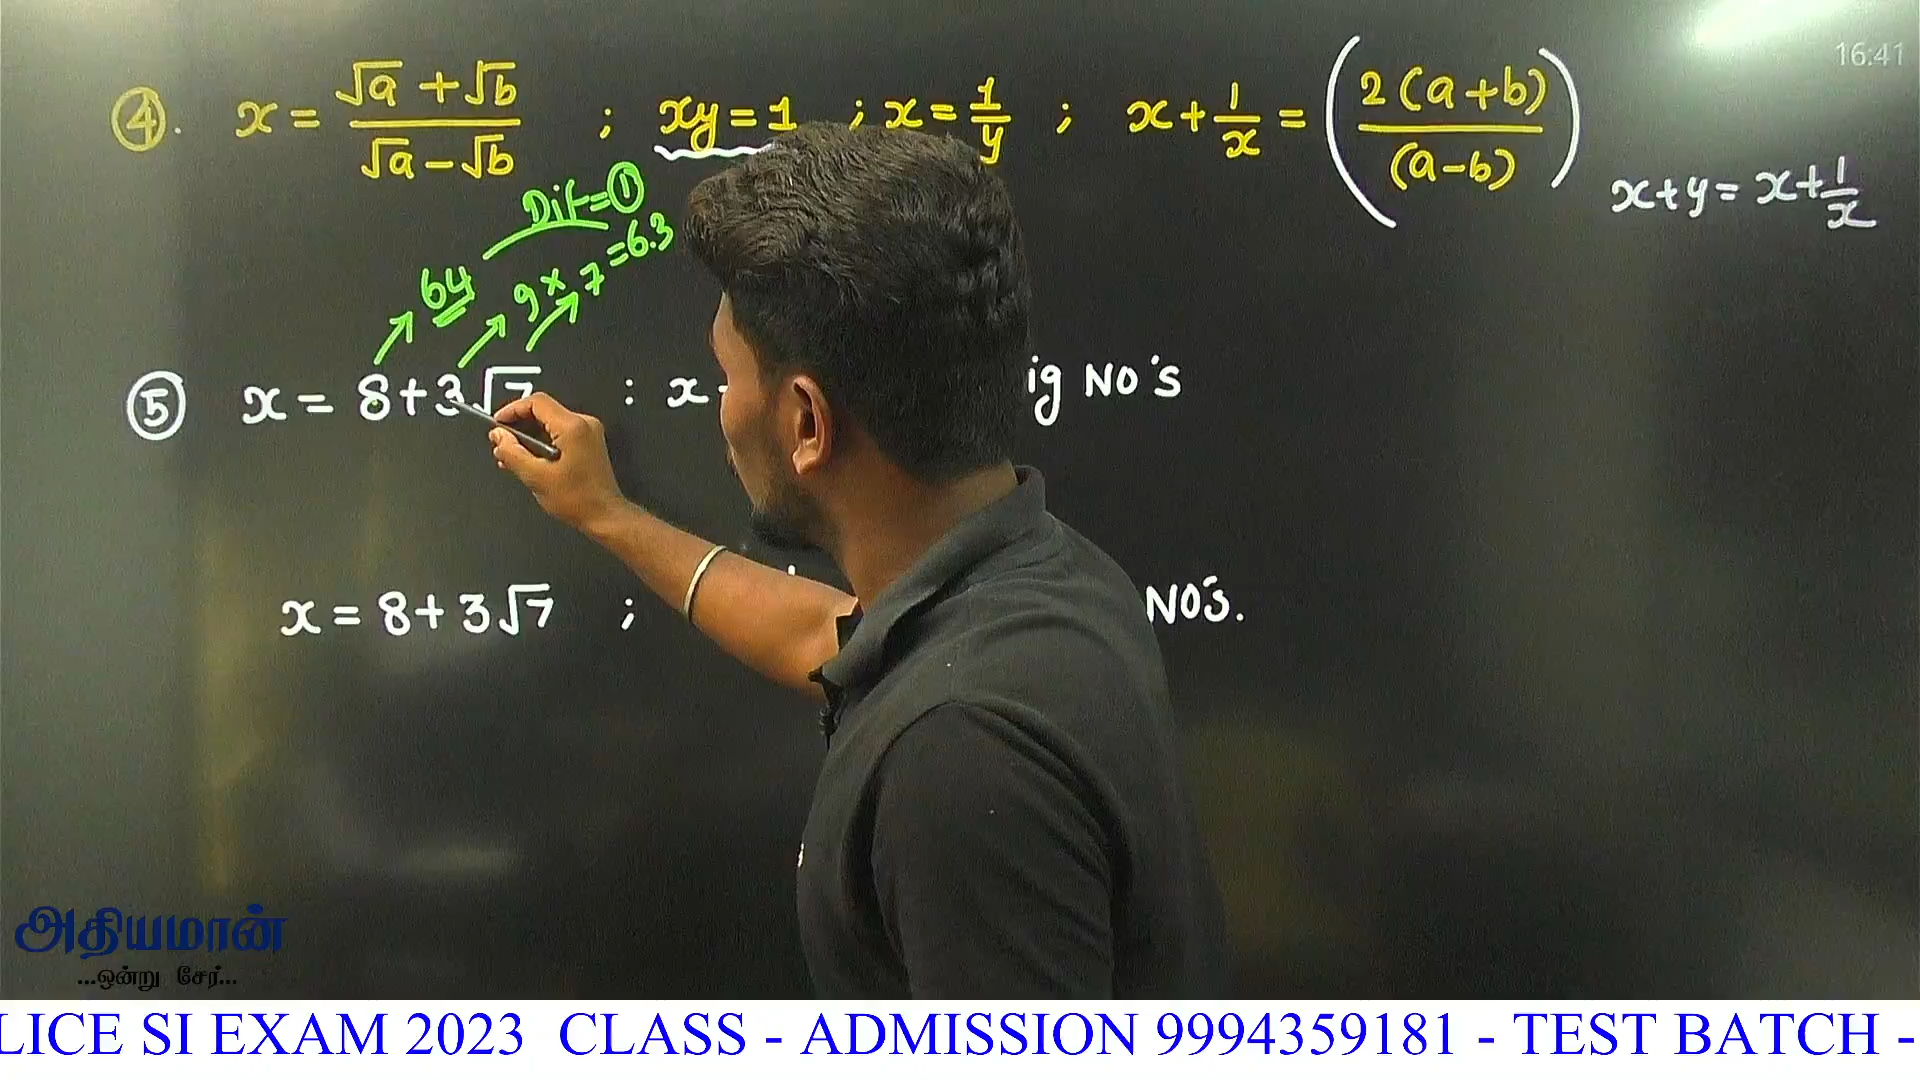 16:41
④. x = (√a + √b)/(√a − √b) ; xy = 1 ; x = 1/y ; x + 1/x = (2(a+b)/(a−b))
x+y = x + 1/x
Dif = ①
64 9 × 7 = 63
⑤ x = 8+3√7 : x ig NO's
x = 8+3√7 ; NO's.
அதியமான்
...ஒன்று சேர்...
LICE SI EXAM 2023 CLASS - ADMISSION 9994359181 - TEST BATCH -